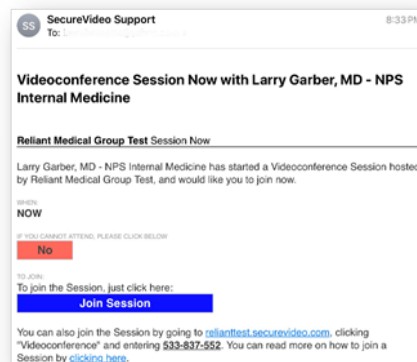 SS
SecureVideo Support
8:33PM
To:
Videoconference Session Now with Larry Garber, MD - NPS
Internal Medicine
Reliant Medical Group Test Session Now
Larry Garber, MD - NPS Internal Medicine has started a Videoconference Session hosted
by Reliant Medical Group Test, and would like you to join now.
WHEN:
NOW
IF YOU CANNOT ATTEND, PLEASE CLICK BELOW
No
TO JOIN:
To join the Session, just click here:
Join Session
You can also join the Session by going to relianttest.securevideo.com, clicking
"Videoconference" and entering 533-837-552. You can read more on how to join a
Session by clicking here.